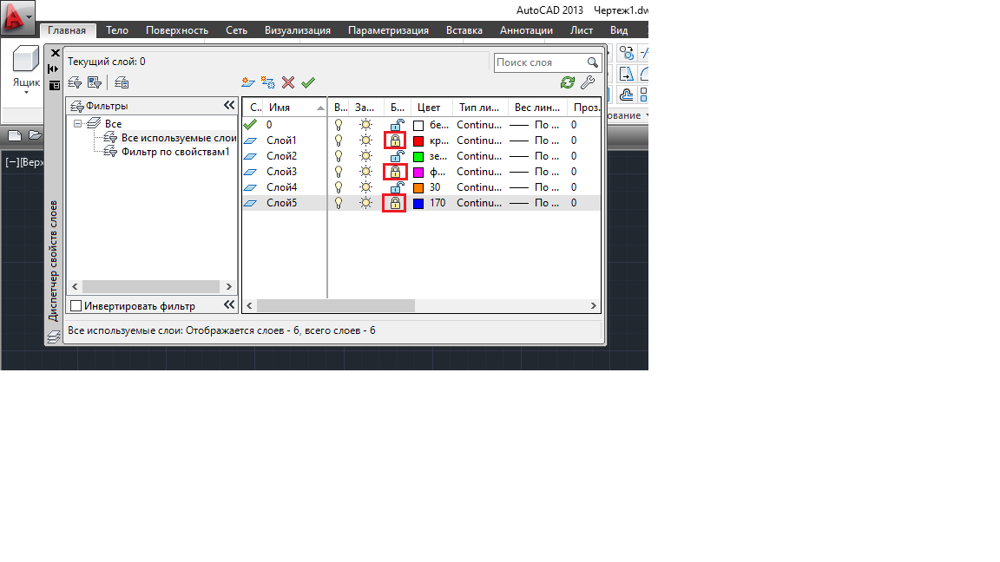 AutoCAD 2013 Чертеж1.dw
Главная Тело Поверхность Сеть Визуализация Параметризация Вставка Аннотации Лист Вид
Ящик
Текущий слой: 0
Поиск слоя
Фильтры
Все
Все используемые слои
Фильтр по свойствам1
Инвертировать фильтр
С.. Имя В... За... Б... Цвет Тип ли... Вес лин... Проз.
0 бе... Continu... По ... 0
Слой1 кр... Continu... По ... 0
Слой2 зе... Continu... По ... 0
Слой3 ф... Continu... По ... 0
Слой4 30 Continu... По ... 0
Слой5 170 Continu... По ... 0
Все используемые слои: Отображается слоев - 6, всего слоев - 6
Диспетчер свойств слоев
[−][Верх
ование